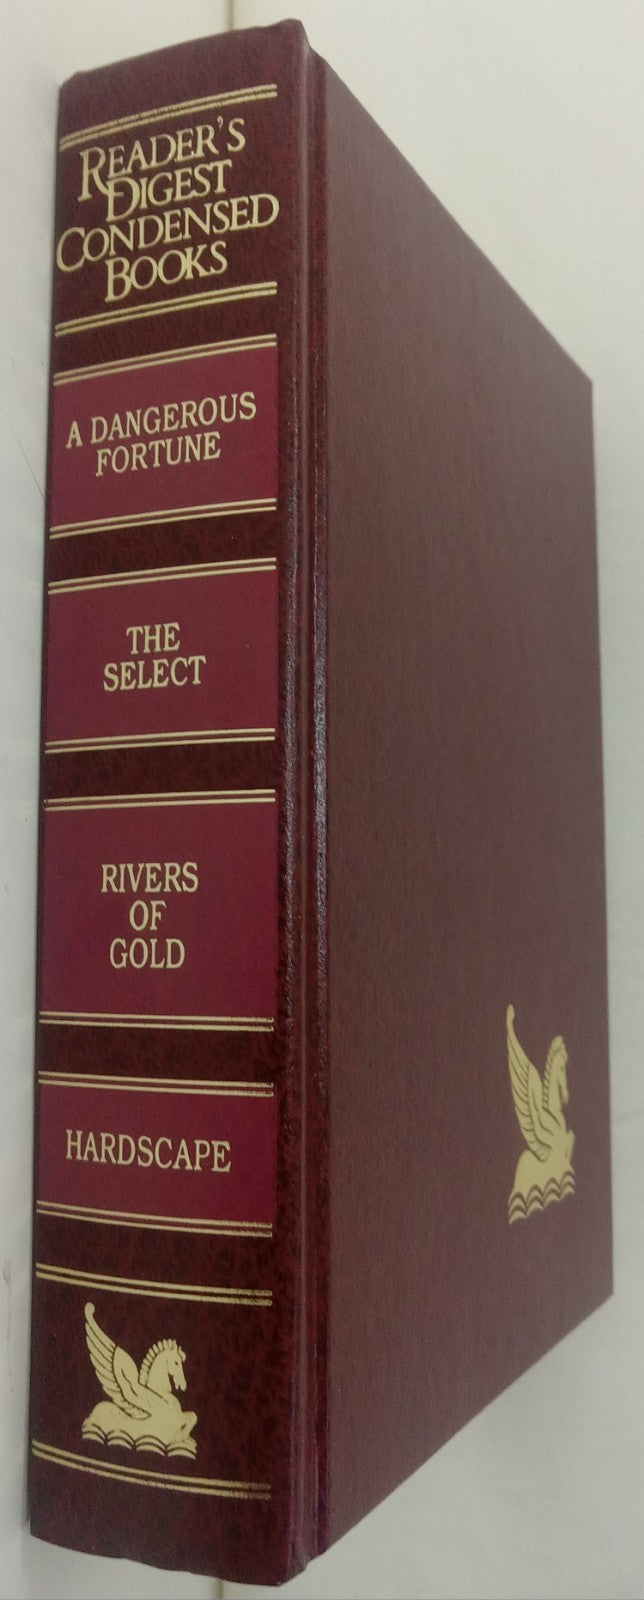 READER'S
DIGEST
CONDENSED
BOOKS
A DANGEROUS
FORTUNE
THE
SELECT
RIVERS
OF
GOLD
HARDSCAPE